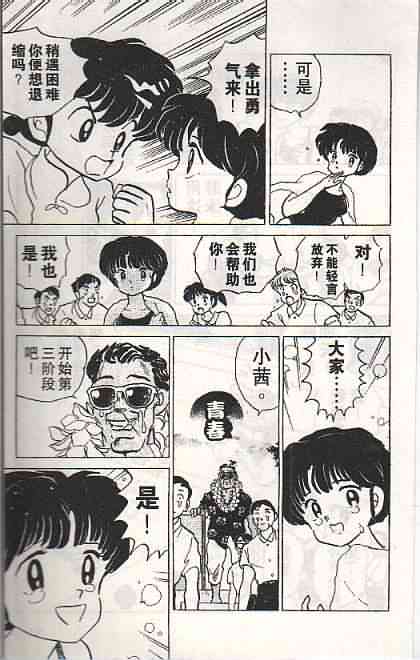 可是
……
拿出勇
气来！
稍遇困难
你便想退
缩吗？
对！
不能轻言
放弃！
我们也
会帮助
你！
我也
是！
大家……
小茜。
青春
开始第
三阶段
吧！
是！